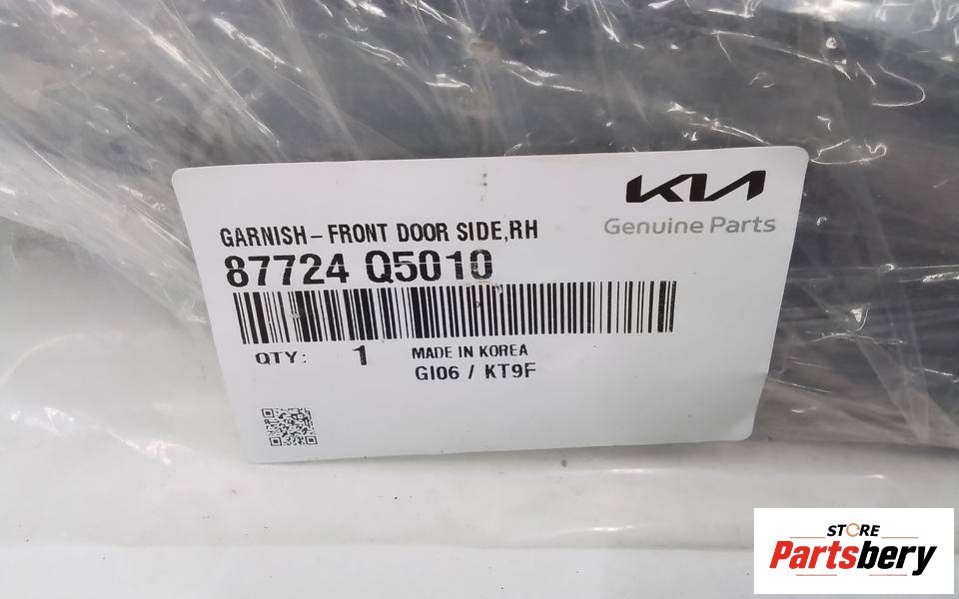 KIA
Genuine Parts
GARNISH-FRONT DOOR SIDE,RH
87724 Q5010
QTY: 1 MADE IN KOREA
GI06 / KT9F
STORE
Partsbery